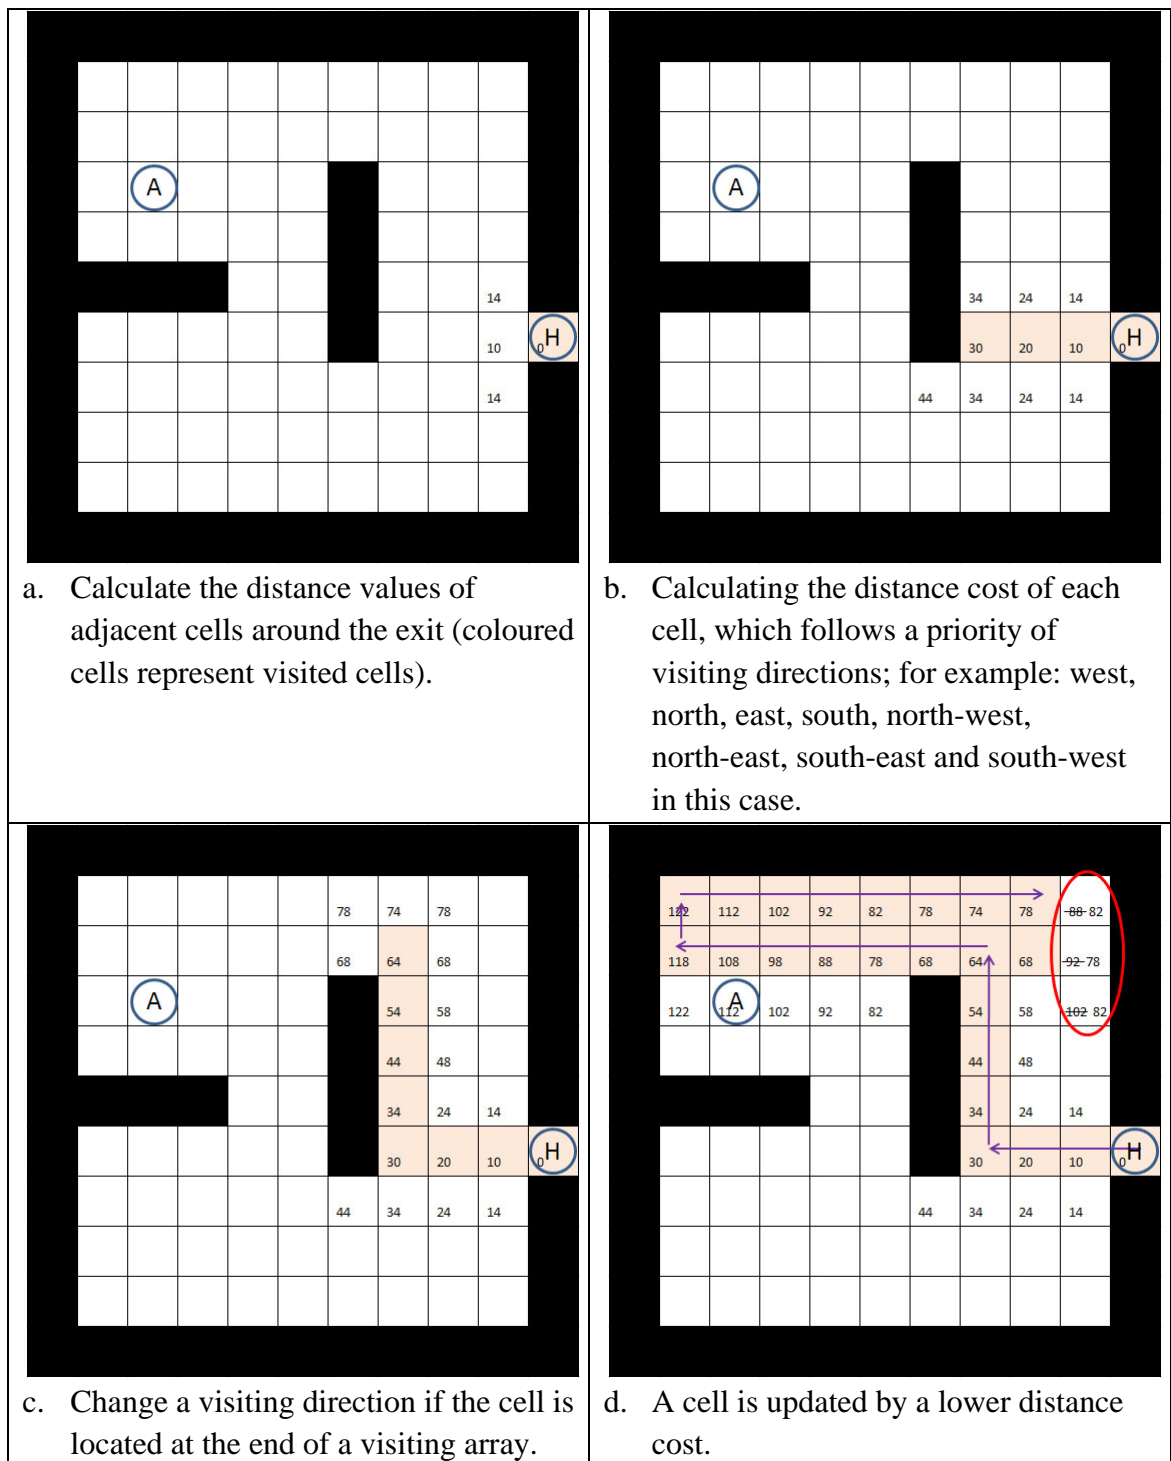 A
14
10
0 H
14
A
34 24 14
30 20 10 0 H
44 34 24 14
a. Calculate the distance values of
adjacent cells around the exit (coloured
cells represent visited cells).
b. Calculating the distance cost of each
cell, which follows a priority of
visiting directions; for example: west,
north, east, south, north-west,
north-east, south-east and south-west
in this case.
78 74 78
68 64 68
A 54 58
44 48
34 24 14
30 20 10 0 H
44 34 24 14
122 112 102 92 82 78 74 78 88 82
118 108 98 88 78 68 64 68 92 78
122 112 A 102 92 82 54 58 102 82
44 48
34 24 14
30 20 10 0 H
44 34 24 14
c. Change a visiting direction if the cell is
located at the end of a visiting array.
d. A cell is updated by a lower distance
cost.